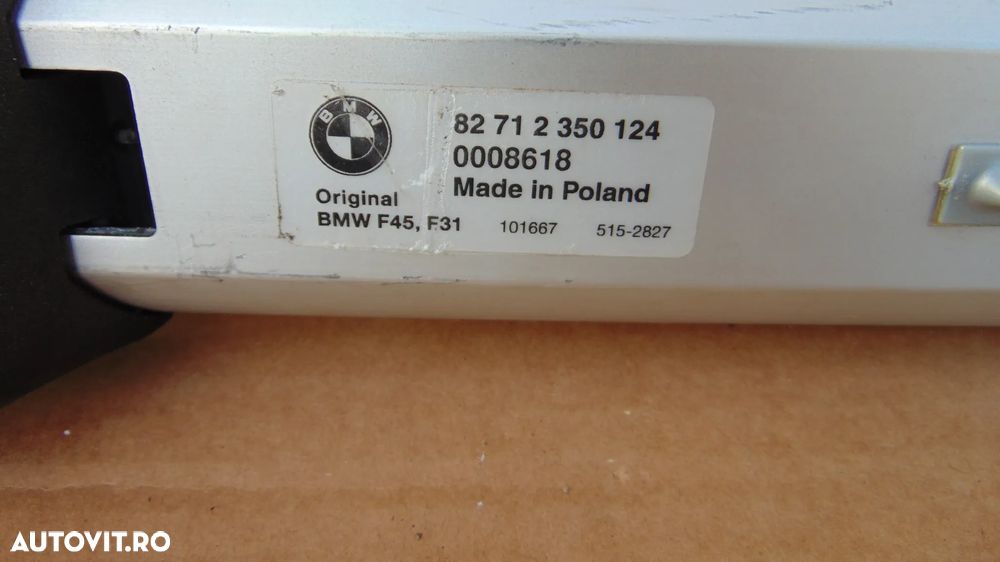 BMW
82 71 2 350 124
0008618
Made in Poland
Original
BMW F45, F31 101667 515-2827
AUTOVIT.RO